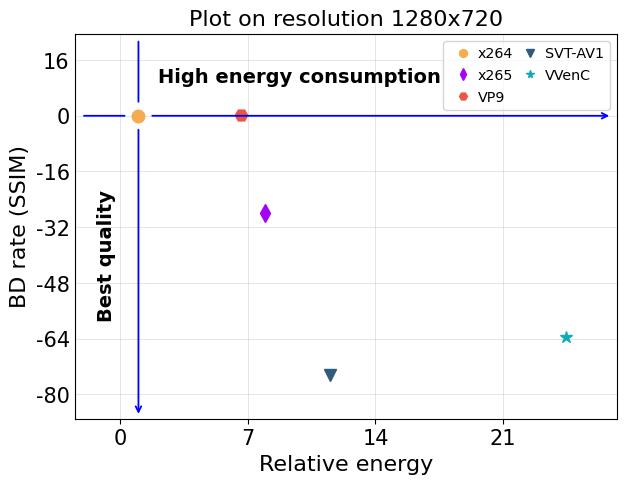 Plot on resolution 1280x720
x264
x265
VP9
SVT-AV1
VVenC
High energy consumption
Best quality
BD rate (SSIM)
16
0
-16
-32
-48
-64
-80
0 7 14 21
Relative energy